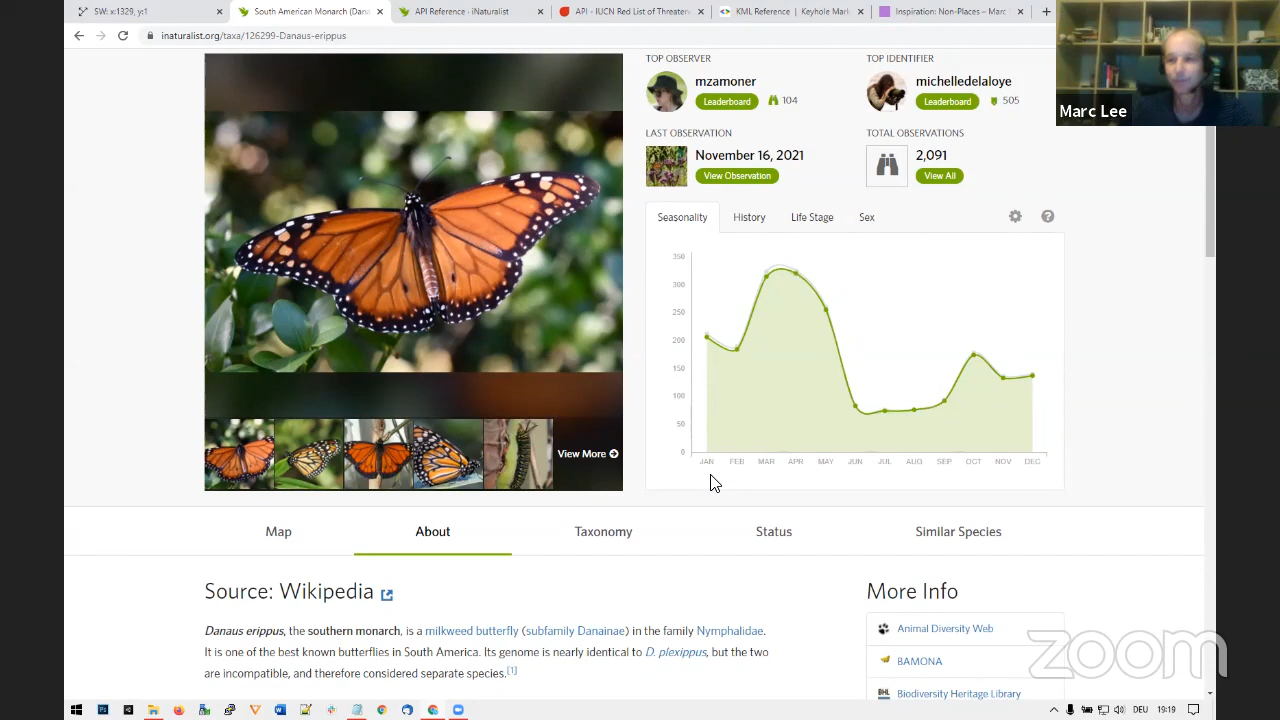 SW: x:1329, y:1
South American Monarch (Dana
API Reference · iNaturalist
API - IUCN Red List of Threaten
KML Reference | Keyhole Mark
Inspiration: Non-Places – Marc
inaturalist.org/taxa/126299-Danaus-erippus
Marc Lee
TOP OBSERVER
mzamoner
Leaderboard
104
TOP IDENTIFIER
michelledelaloye
Leaderboard
505
LAST OBSERVATION
November 16, 2021
View Observation
TOTAL OBSERVATIONS
2,091
View All
Seasonality History Life Stage Sex
350
300
250
200
150
100
50
0
JAN FEB MAR APR MAY JUN JUL AUG SEP OCT NOV DEC
View More
Map About Taxonomy Status Similar Species
Source: Wikipedia
Danaus erippus, the southern monarch, is a milkweed butterfly (subfamily Danainae) in the family Nymphalidae.
It is one of the best known butterflies in South America. Its genome is nearly identical to D. plexippus, but the two
are incompatible, and therefore considered separate species.[1]
More Info
Animal Diversity Web
BAMONA
BHL Biodiversity Heritage Library
zoom
DEU 19:19